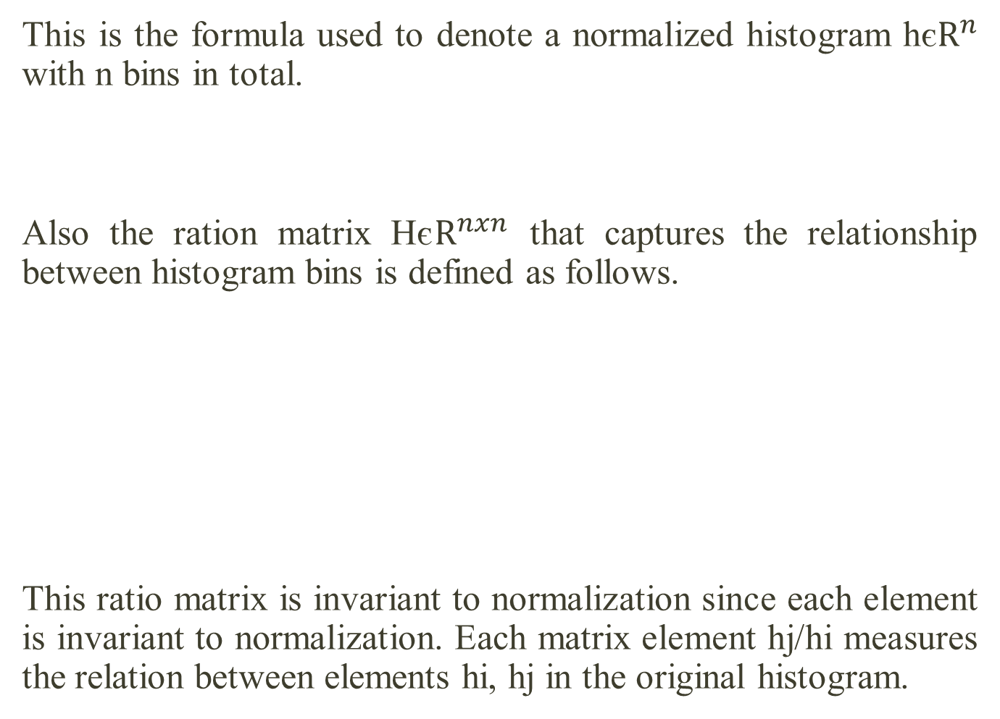 This is the formula used to denote a normalized histogram hϵRⁿ
with n bins in total.
Also the ration matrix HϵRⁿˣⁿ that captures the relationship
between histogram bins is defined as follows.
This ratio matrix is invariant to normalization since each element
is invariant to normalization. Each matrix element hj/hi measures
the relation between elements hi, hj in the original histogram.